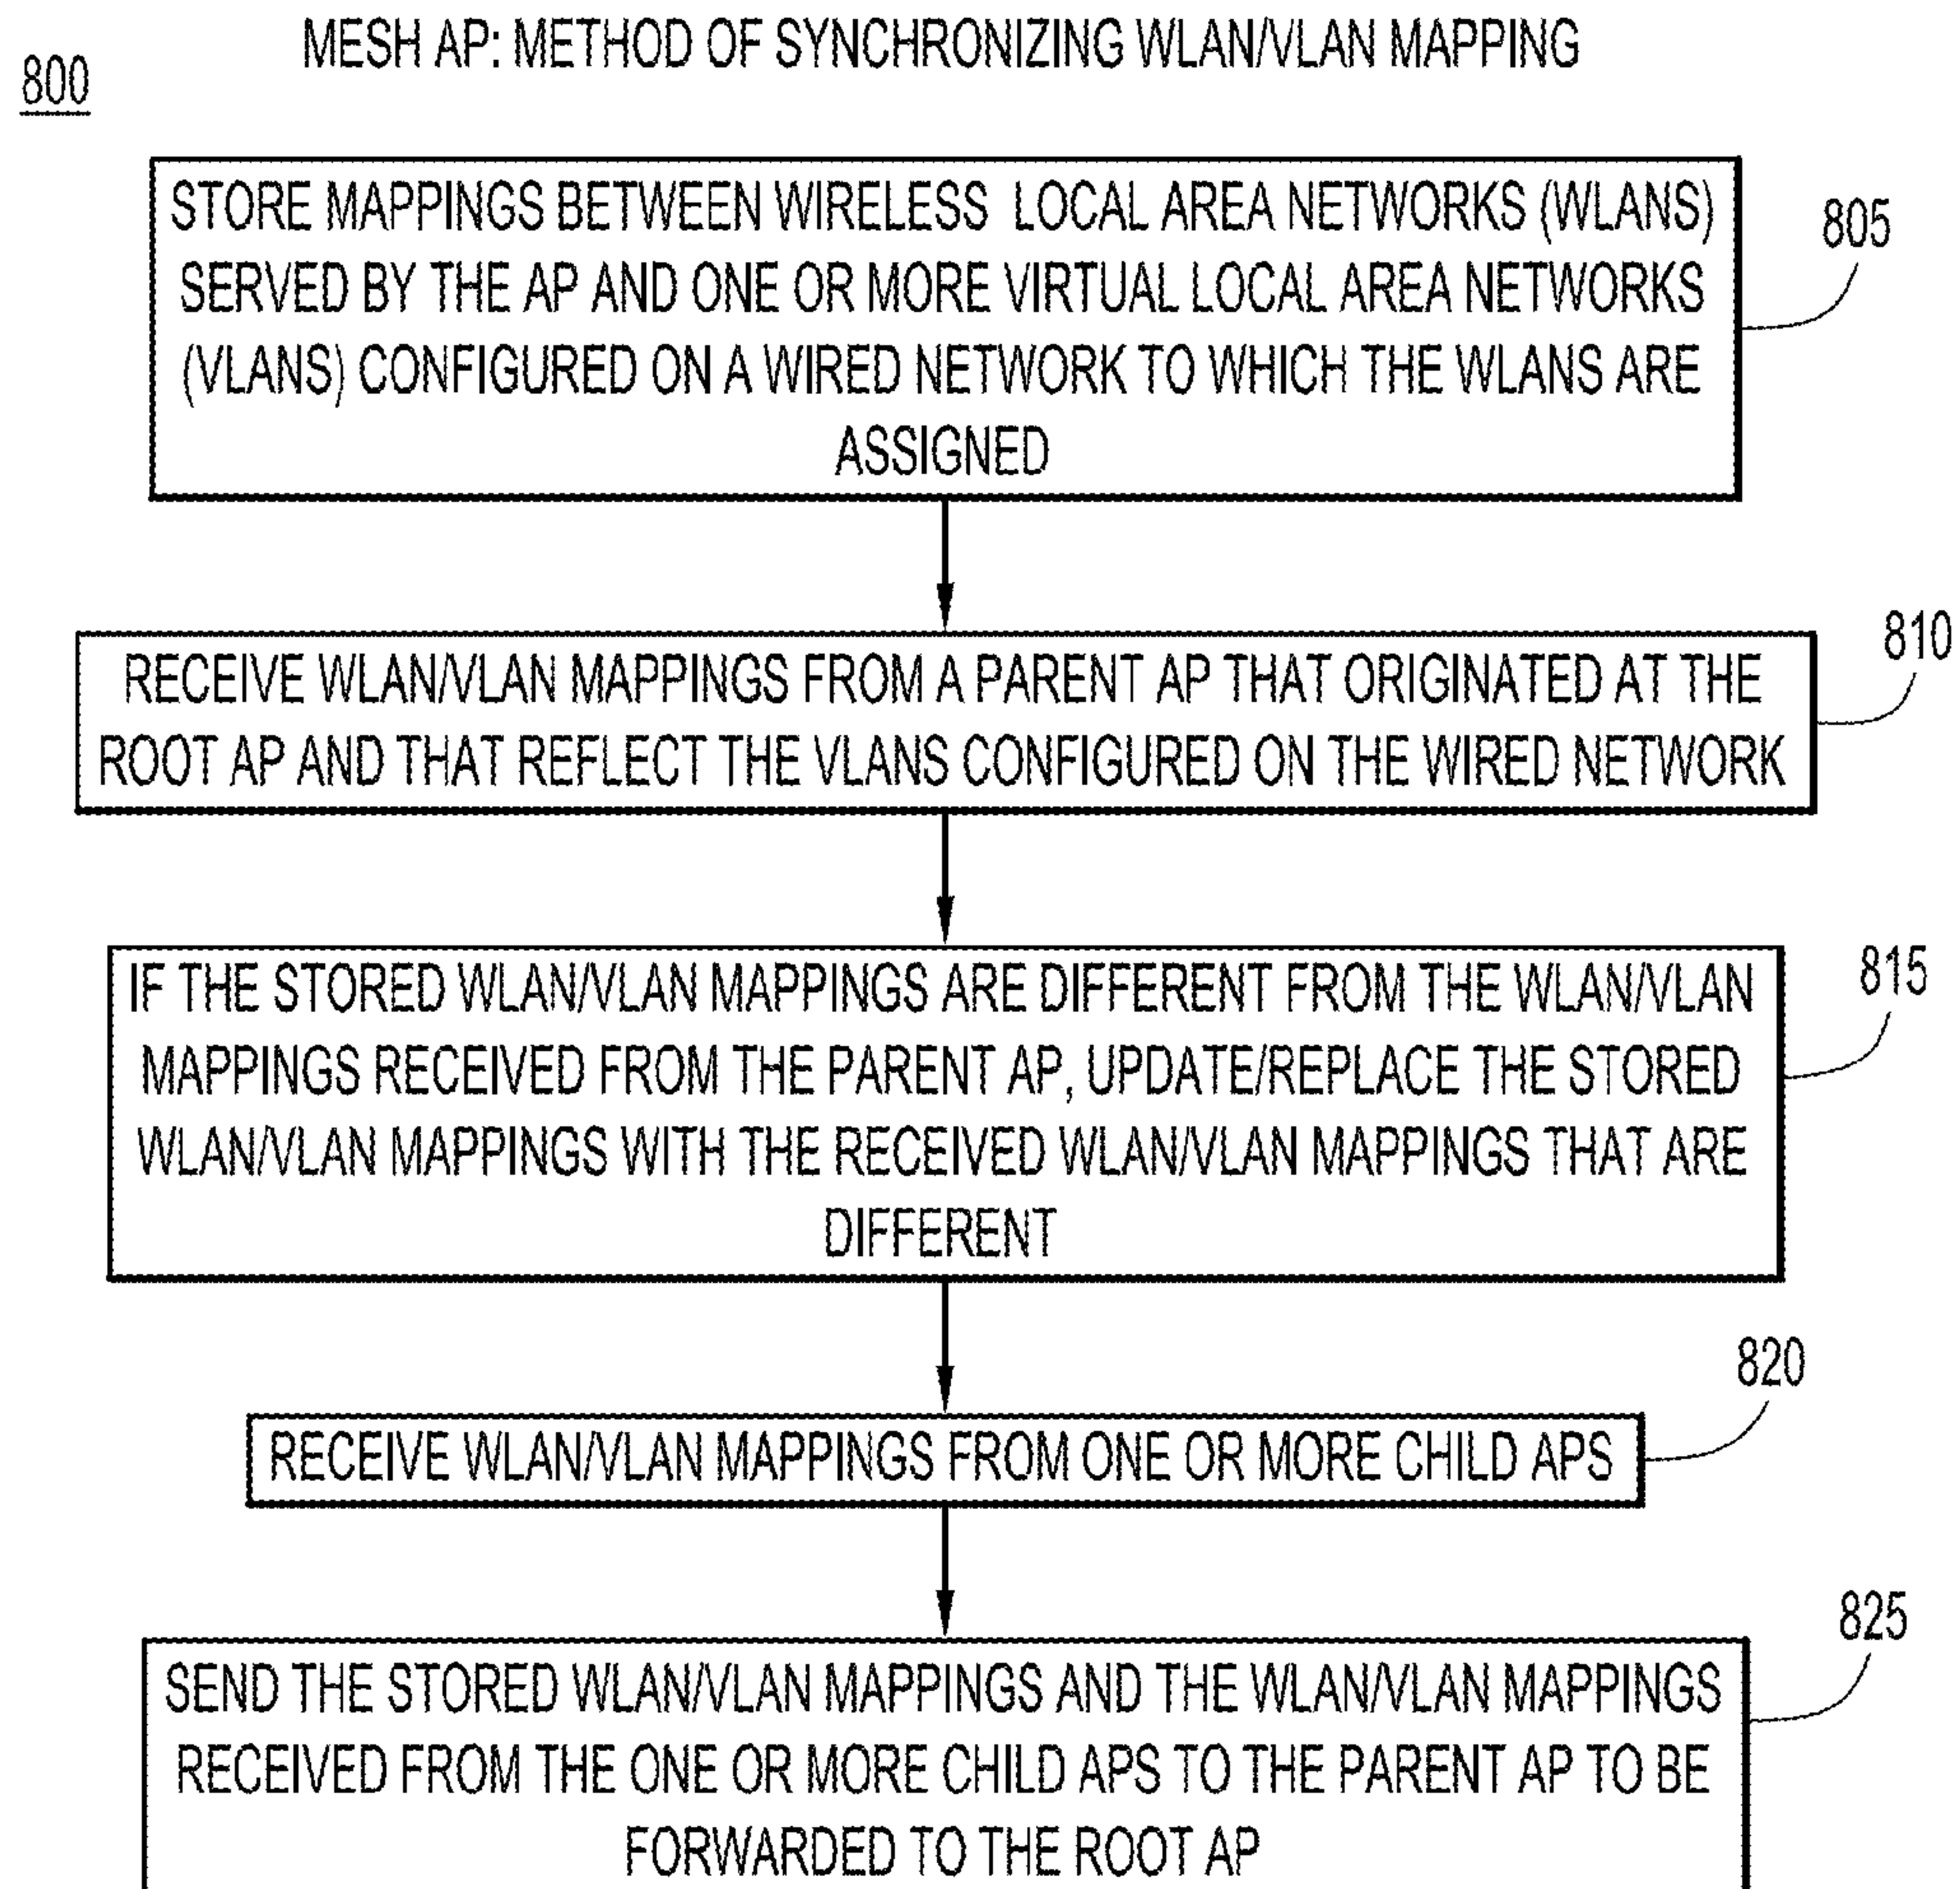 MESH AP: METHOD OF SYNCHRONIZING WLAN/VLAN MAPPING
800
STORE MAPPINGS BETWEEN WIRELESS LOCAL AREA NETWORKS (WLANS)
SERVED BY THE AP AND ONE OR MORE VIRTUAL LOCAL AREA NETWORKS
(VLANS) CONFIGURED ON A WIRED NETWORK TO WHICH THE WLANS ARE
ASSIGNED
805
RECEIVE WLAN/VLAN MAPPINGS FROM A PARENT AP THAT ORIGINATED AT THE
ROOT AP AND THAT REFLECT THE VLANS CONFIGURED ON THE WIRED NETWORK
810
IF THE STORED WLAN/VLAN MAPPINGS ARE DIFFERENT FROM THE WLAN/VLAN
MAPPINGS RECEIVED FROM THE PARENT AP, UPDATE/REPLACE THE STORED
WLAN/VLAN MAPPINGS WITH THE RECEIVED WLAN/VLAN MAPPINGS THAT ARE
DIFFERENT
815
RECEIVE WLAN/VLAN MAPPINGS FROM ONE OR MORE CHILD APS
820
SEND THE STORED WLAN/VLAN MAPPINGS AND THE WLAN/VLAN MAPPINGS
RECEIVED FROM THE ONE OR MORE CHILD APS TO THE PARENT AP TO BE
FORWARDED TO THE ROOT AP
825